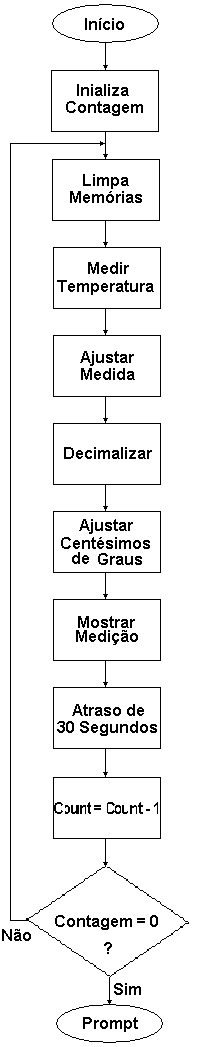 Início
Inializa
Contagem
Limpa
Memórias
Medir
Temperatura
Ajustar
Medida
Decimalizar
Ajustar
Centésimos
de Graus
Mostrar
Medição
Atraso de
30 Segundos
Count = Count - 1
Contagem = 0
?
Não
Sim
Prompt